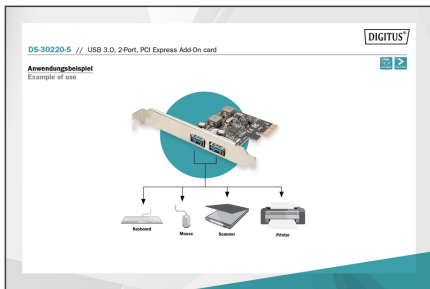 DIGITUS®
DS-30220-5 // USB 3.0, 2-Port, PCI Express Add-On card
Anwendungsbeispiel
Example of use
Keyboard
Mouse
Scanner
Printer